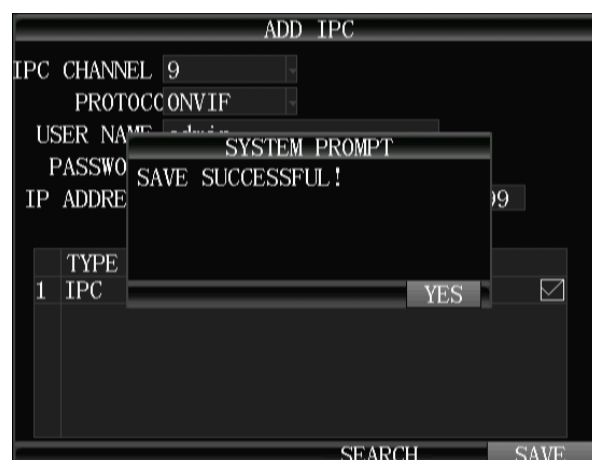 ADD IPC
IPC CHANNEL 9
PROTOCO ONVIF
USER NAME
SYSTEM PROMPT
PASSWO
SAVE SUCCESSFUL!
IP ADDRE 99
TYPE
1 IPC YES
SEARCH SAVE